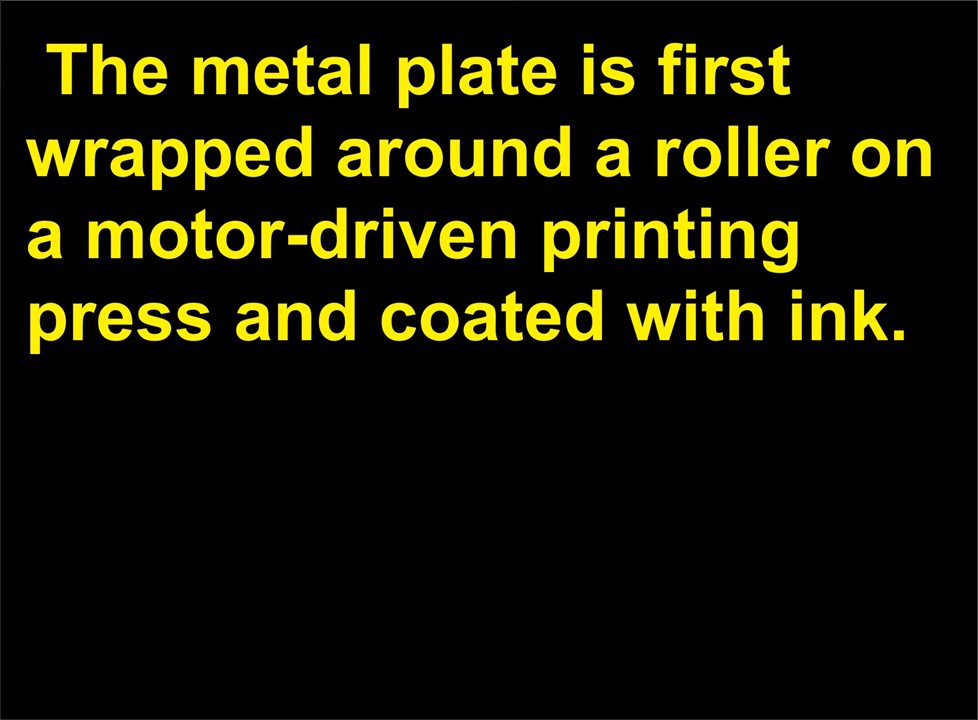 The metal plate is first
wrapped around a roller on
a motor-driven printing
press and coated with ink.